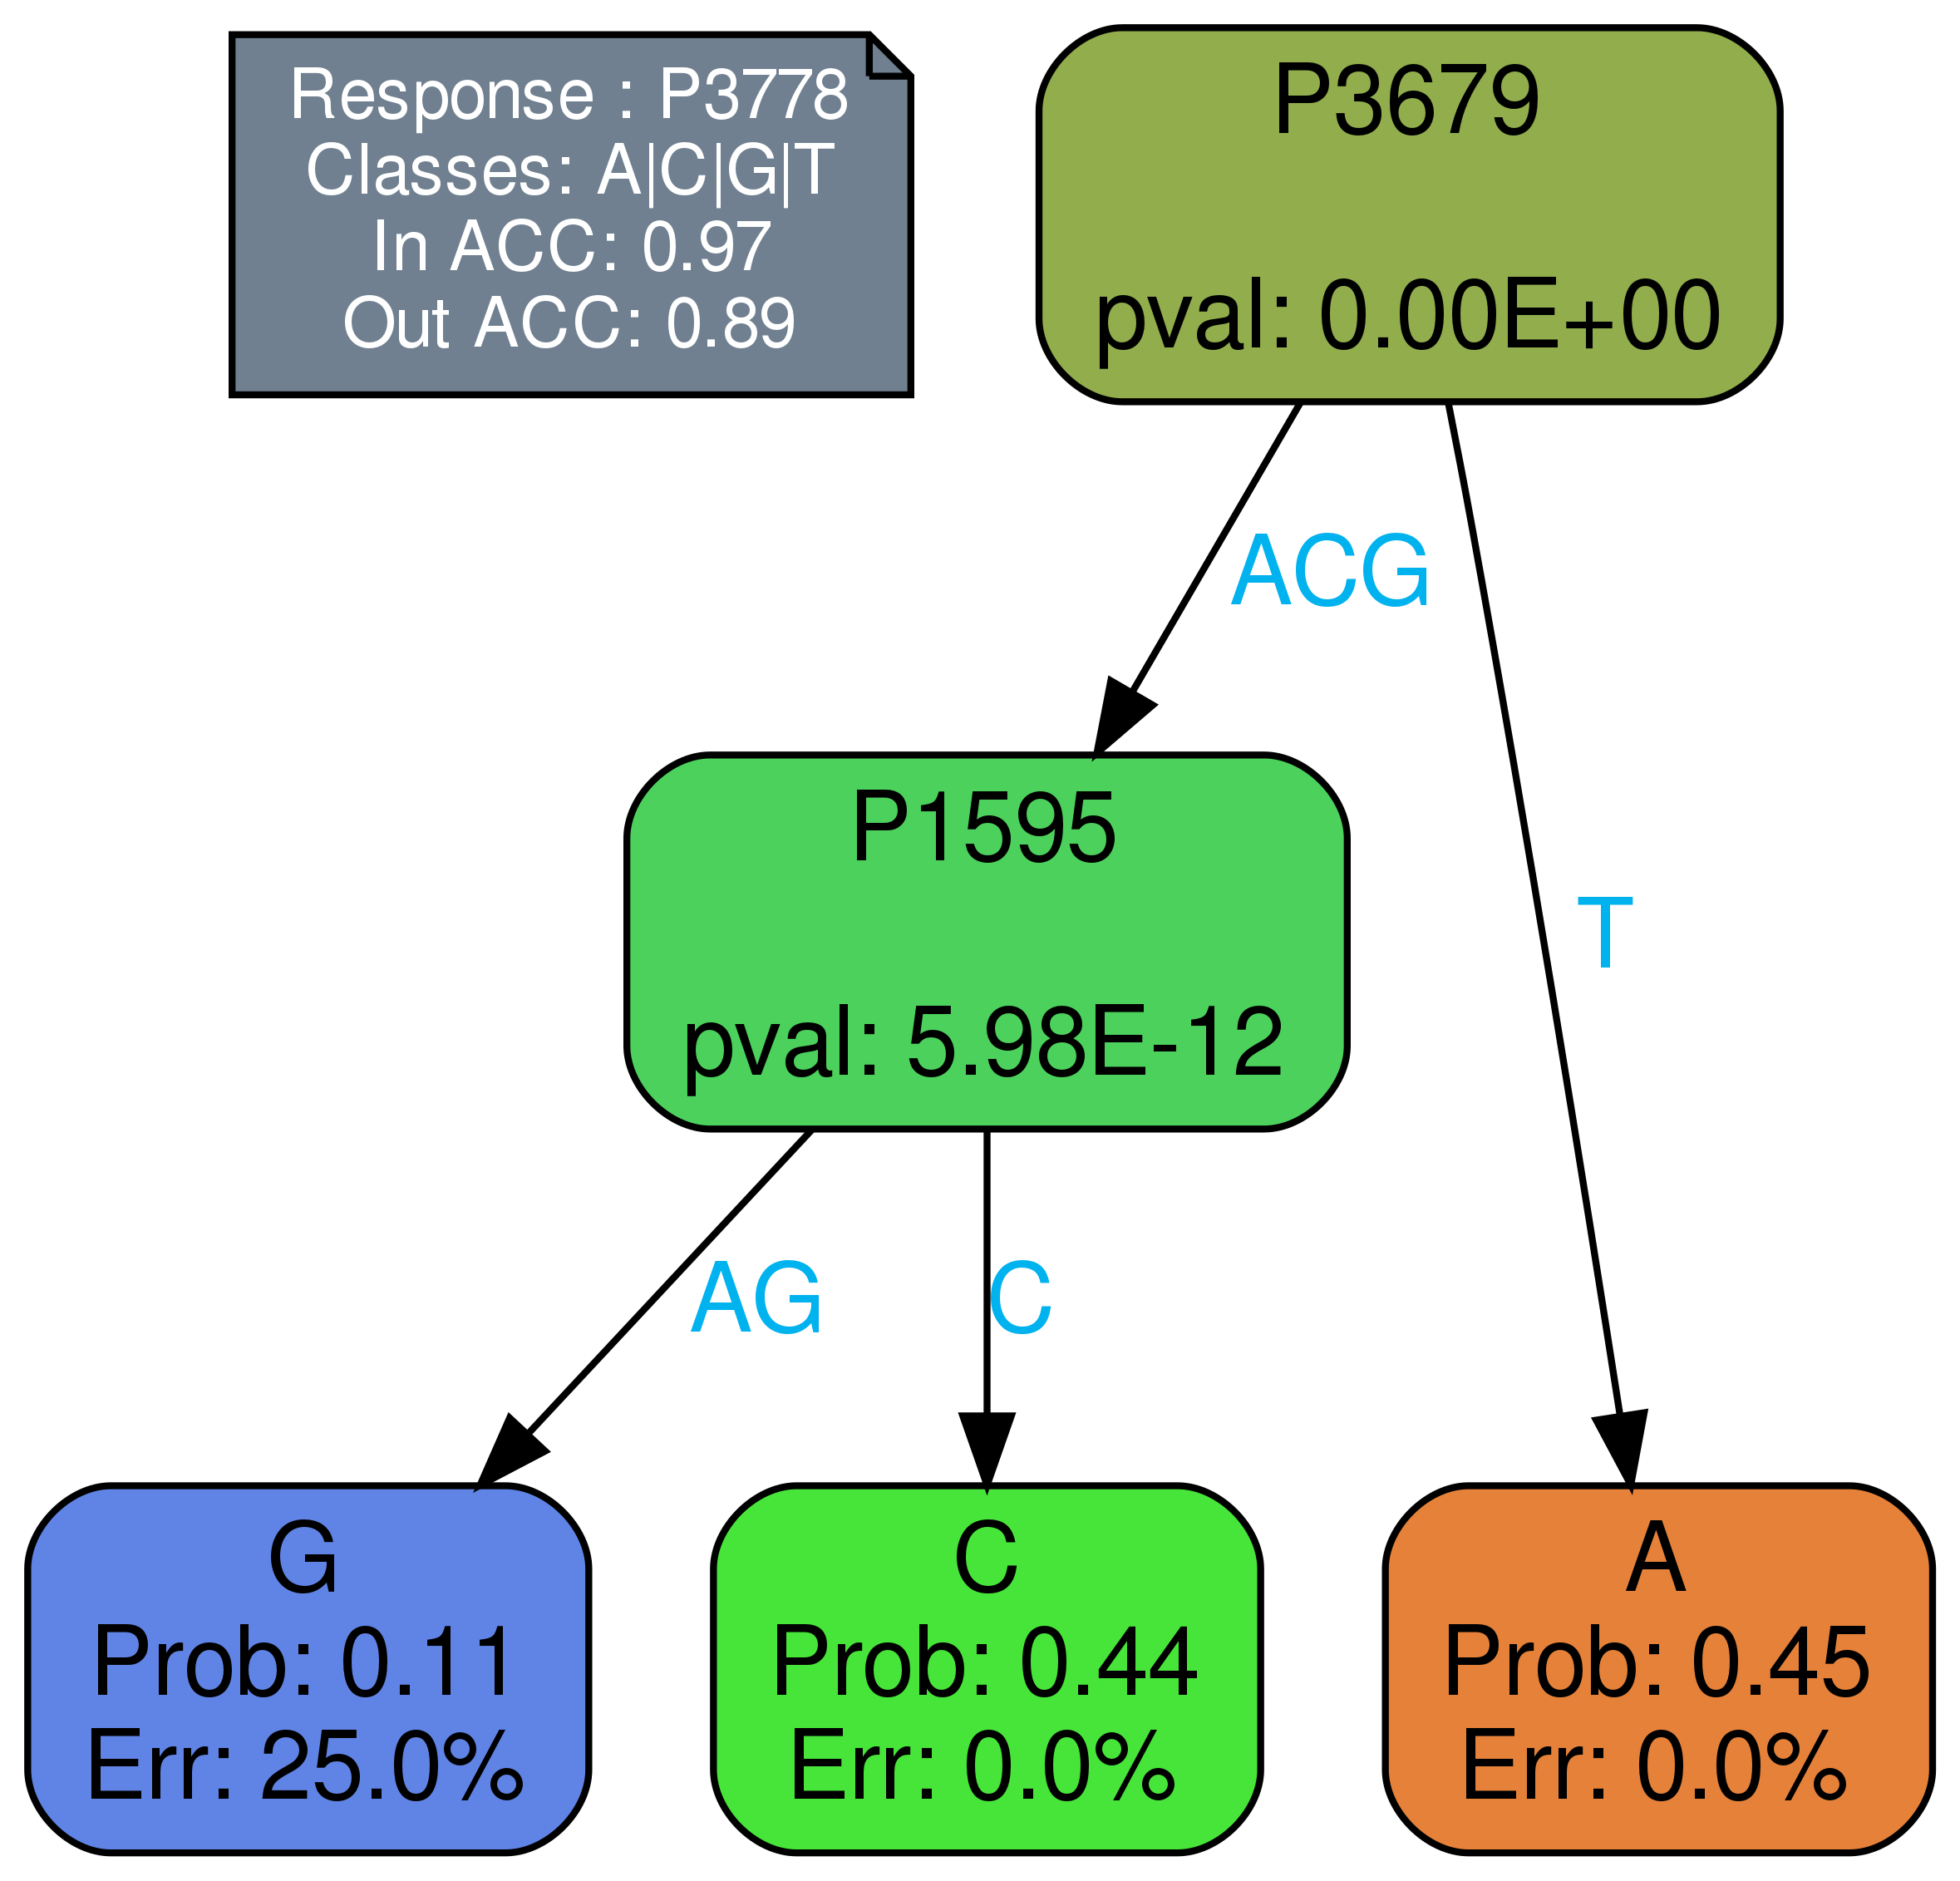 Response : P3778
Classes: A|C|G|T
In ACC: 0.97
Out ACC: 0.89
P3679
pval: 0.00E+00
ACG
T
P1595
pval: 5.98E-12
AG
C
G
Prob: 0.11
Err: 25.0%
C
Prob: 0.44
Err: 0.0%
A
Prob: 0.45
Err: 0.0%